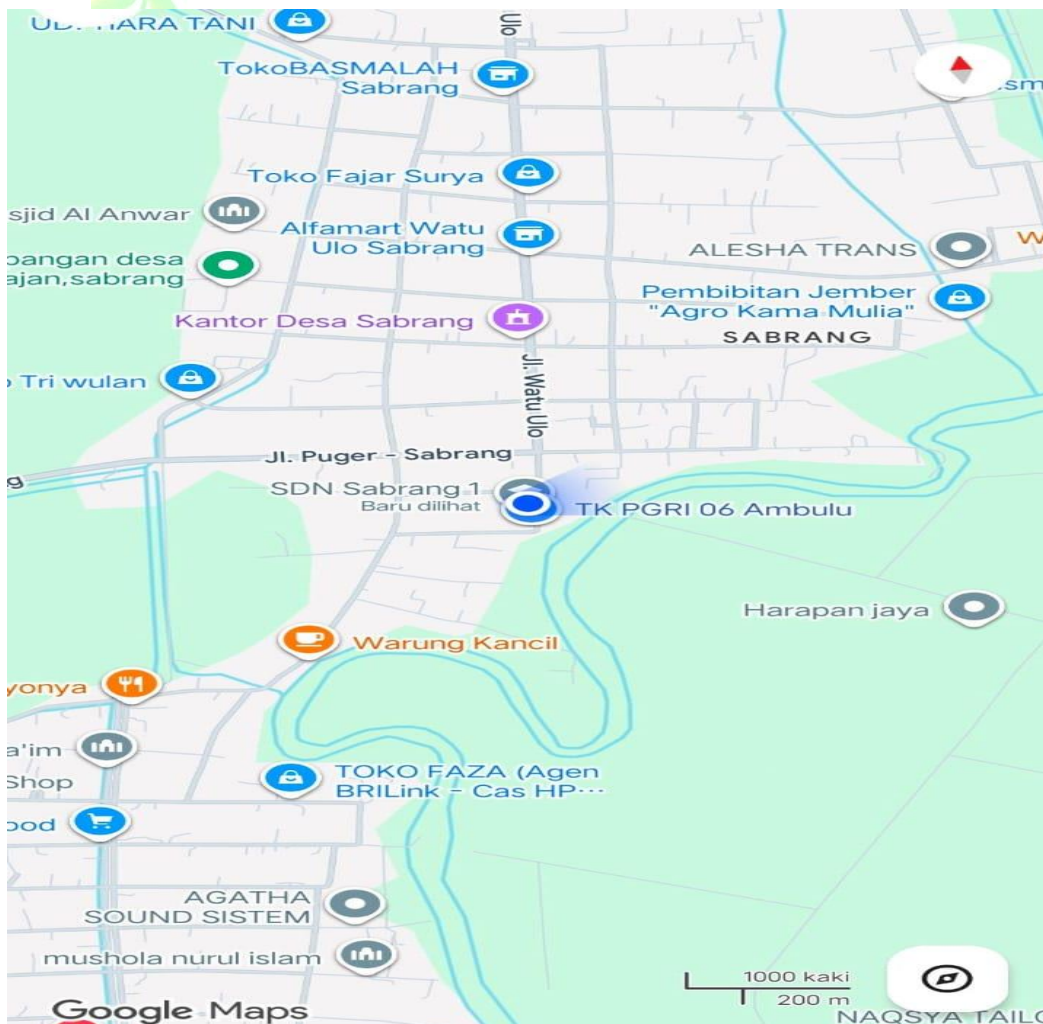 UD. TIARA TANI
Ulo
TokoBASMALAH
Sabrang
Toko Fajar Surya
sjid Al Anwar
Alfamart Watu
Ulo Sabrang
ALESHA TRANS
W
pangan desa
ajan,sabrang
Pembibitan Jember
"Agro Kama Mulia"
Kantor Desa Sabrang
SABRANG
Jl. Watu Ulo
Tri wulan
Jl. Puger - Sabrang
g
SDN Sabrang 1
Baru dilihat
TK PGRI 06 Ambulu
Harapan jaya
Warung Kancil
yonya
a'im
Shop
TOKO FAZA (Agen
BRILink - Cas HP...
ood
AGATHA
SOUND SISTEM
mushola nurul islam
1000 kaki
200 m
Google Maps
NAQSYA TAILO